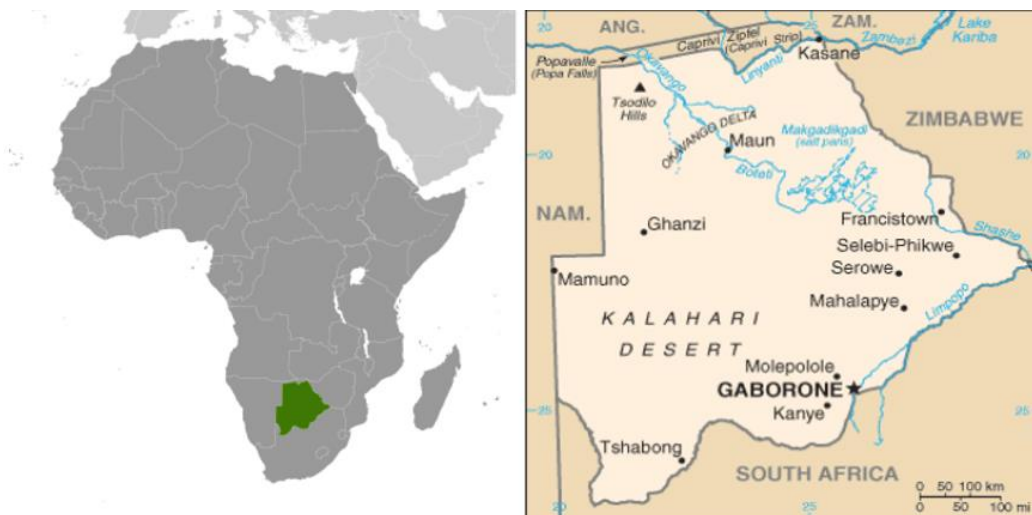 ANG.
ZAM.
20
25
Lake
Kariba
Caprivi Zipfel
(Caprivi Strip)
Zambezi
Popavalle
(Popa Falls)
Okavango
Linyanti
Kasane
Tsodilo
Hills
OKAVANGO DELTA
ZIMBABWE
20
Maun
Makgadikgadi
(salt pans)
20
Boteti
NAM.
Ghanzi
Francistown
Shashe
Selebi-Phikwe
Serowe
Mamuno
Mahalapye
Limpopo
KALAHARI
DESERT
Molepolole
GABORONE
Kanye
25
25
Tshabong
SOUTH AFRICA
0 50 100 km
0 50 100 mi
20
25